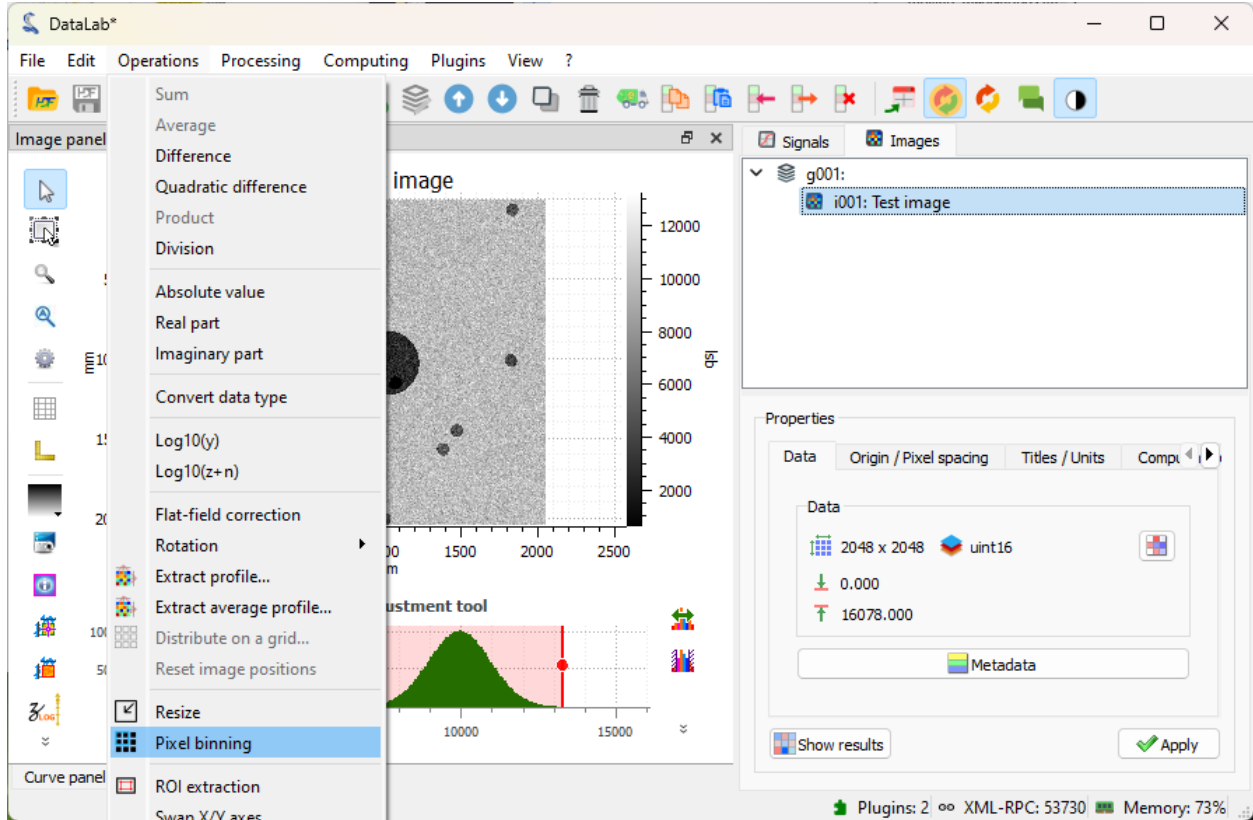 DataLab*
File Edit Operations Processing Computing Plugins View ?
Image panel
Sum
Average
Difference
Quadratic difference
Product
Division
Absolute value
Real part
Imaginary part
Convert data type
Log10(y)
Log10(z+n)
Flat-field correction
Rotation
Extract profile...
Extract average profile...
Distribute on a grid...
Reset image positions
Resize
Pixel binning
ROI extraction
Swap X/Y axes
image
12000
10000
8000
6000
4000
2000
lsb
mm
1500 2000 2500
ustment tool
10000 15000
Curve panel
Signals Images
g001:
i001: Test image
Properties
Data Origin / Pixel spacing Titles / Units
Data
2048 x 2048 uint16
0.000
16078.000
Metadata
Show results Apply
Plugins: 2 XML-RPC: 53730 Memory: 73%